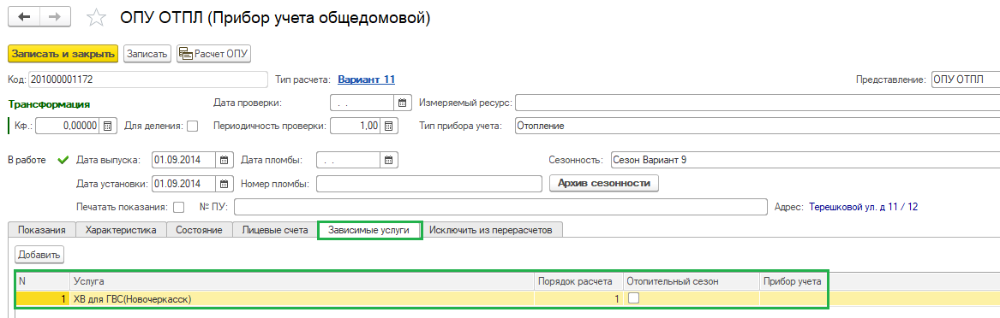 ОПУ ОТПЛ (Прибор учета общедомовой)
Записать и закрыть Записать Расчет ОПУ
Код: 201000001172 Тип расчета: Вариант 11 Представление: ОПУ ОТПЛ
Трансформация Дата проверки: . . Измеряемый ресурс:
Кф.: 0,00000 Для деления: Периодичность проверки: 1,00 Тип прибора учета: Отопление
В работе Дата выпуска: 01.09.2014 Дата пломбы: . . Сезонность: Сезон Вариант 9
Дата установки: 01.09.2014 Номер пломбы: Архив сезонности
Печатать показания: № ПУ: Адрес: Терешковой ул. д 11 / 12
Показания Характеристика Состояние Лицевые счета Зависимые услуги Исключить из перерасчетов
Добавить
N Услуга Порядок расчета Отопительный сезон Прибор учета
1 ХВ для ГВС(Новочеркасск) 1